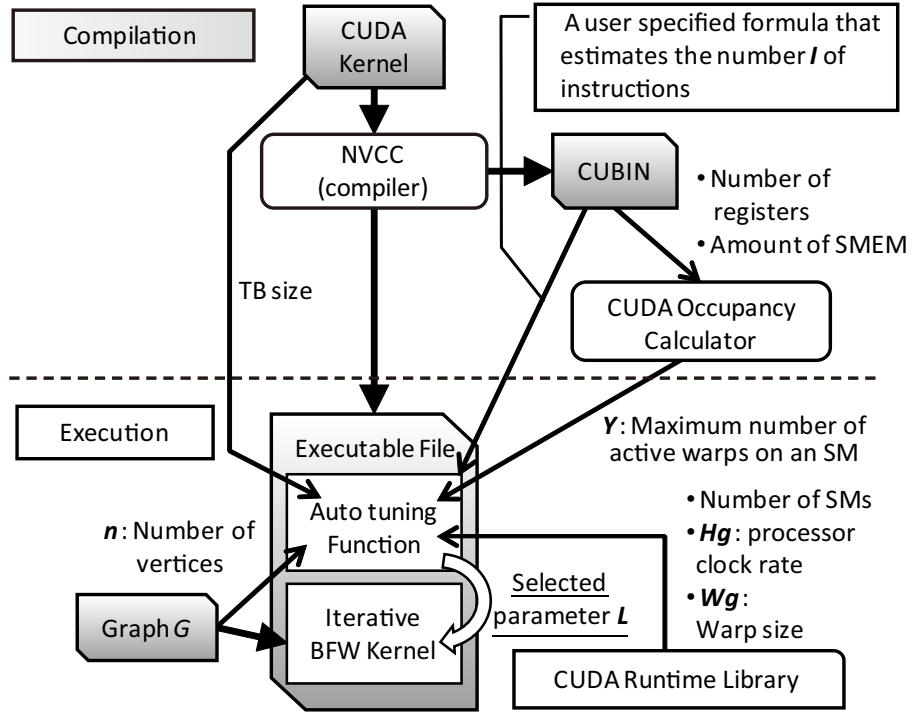 Compilation
CUDA
Kernel
A user specified formula that
estimates the number I of
instructions
NVCC
(compiler)
CUBIN
• Number of
registers
• Amount of SMEM
TB size
CUDA Occupancy
Calculator
Execution
Executable File
Y: Maximum number of
active warps on an SM
Auto tuning
Function
n: Number of
vertices
• Number of SMs
• Hg: processor
clock rate
• Wg:
Warp size
Selected
parameter L
Graph G
Iterative
BFW Kernel
CUDA Runtime Library